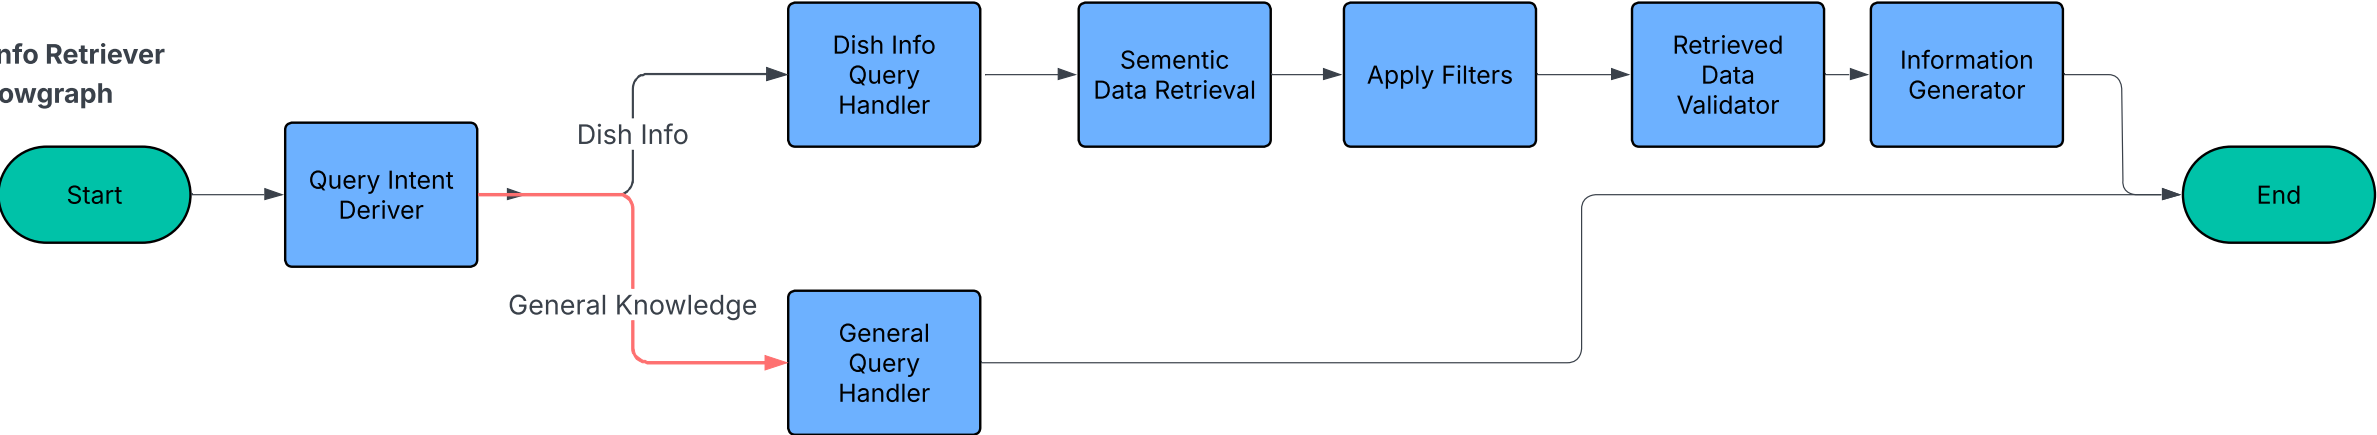 nfo Retriever
owgraph
Start
Query Intent
Deriver
Dish Info
General Knowledge
Dish Info
Query
Handler
Sementic
Data Retrieval
Apply Filters
Retrieved
Data
Validator
Information
Generator
General
Query
Handler
End